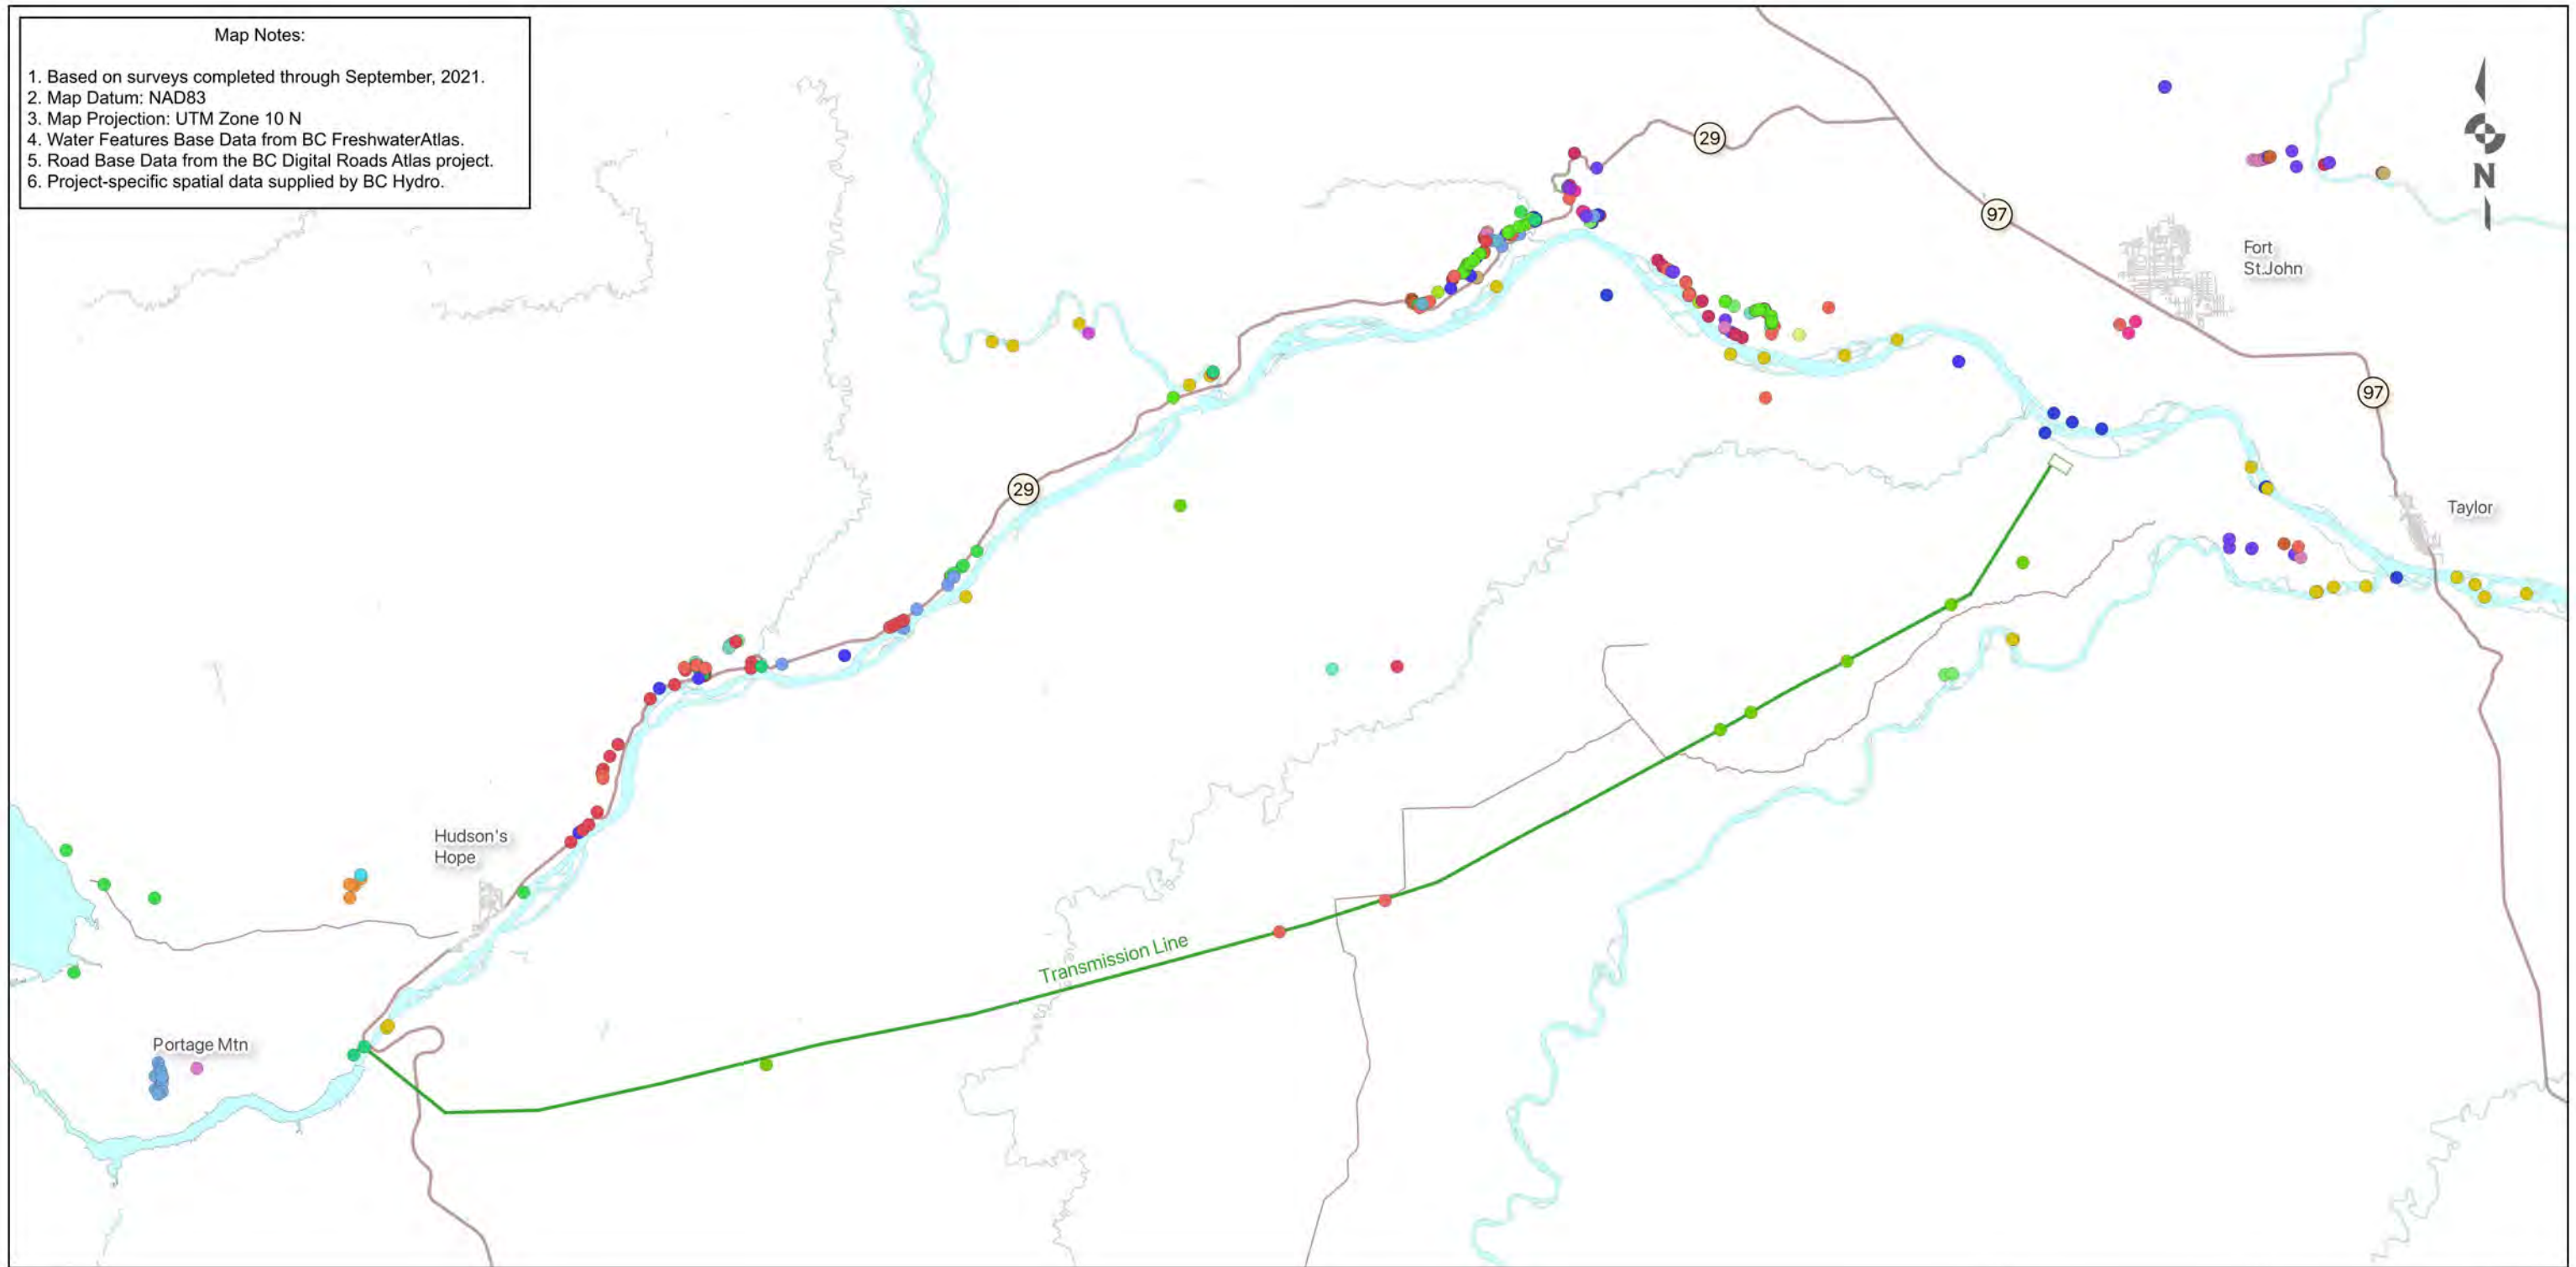 Map Notes:
1. Based on surveys completed through September, 2021.
2. Map Datum: NAD83
3. Map Projection: UTM Zone 10 N
4. Water Features Base Data from BC FreshwaterAtlas.
5. Road Base Data from the BC Digital Roads Atlas project.
6. Project-specific spatial data supplied by BC Hydro.
29
N
97
Fort
St.John
97
29
Taylor
Hudson's
Hope
Transmission Line
Portage Mtn